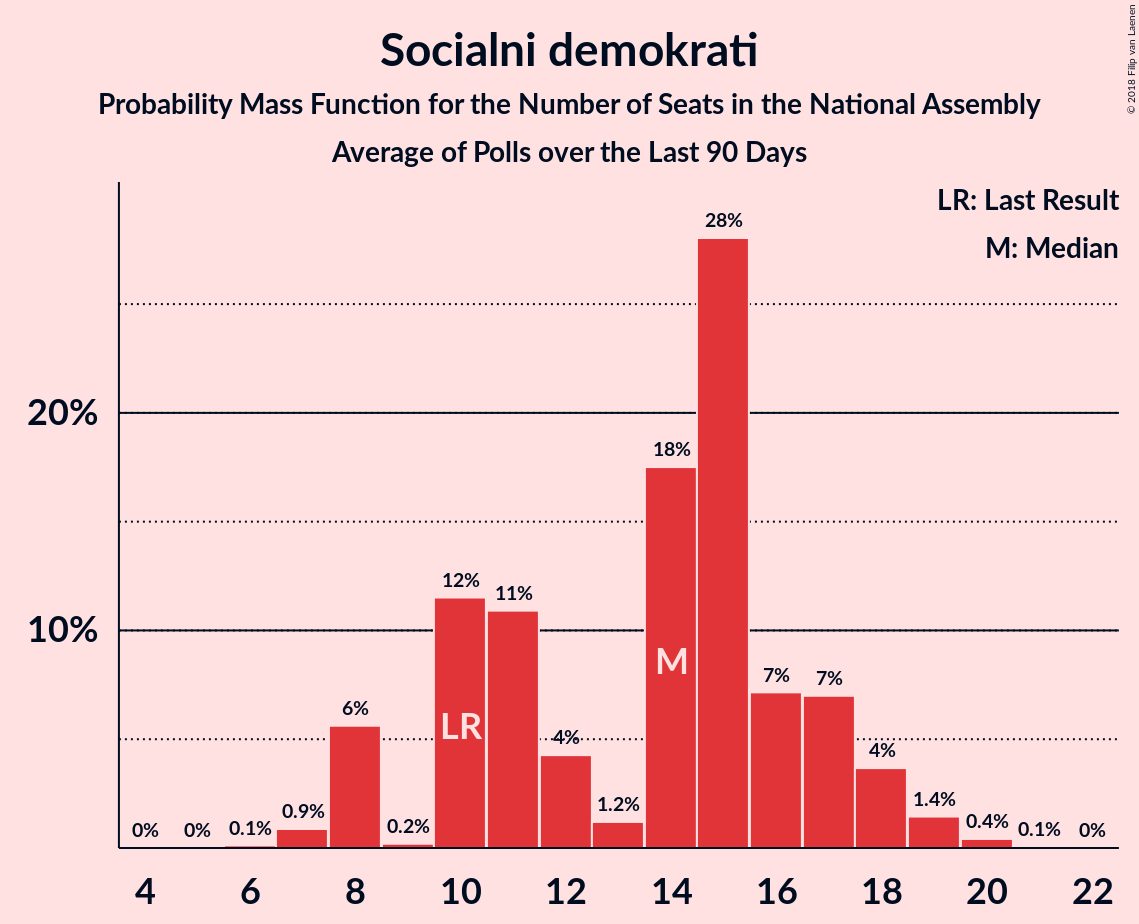 Socialni demokrati
Probability Mass Function for the Number of Seats in the National Assembly
Average of Polls over the Last 90 Days
© 2018 Filip van Laenen
LR: Last Result
M: Median
28%
20%
18%
12%
11%
10%
M
7%
7%
6%
LR
4%
4%
0.9%
1.2%
1.4%
0%
0%
0.1%
0.2%
0.4%
0.1%
0%
4 6 8 10 12 14 16 18 20 22